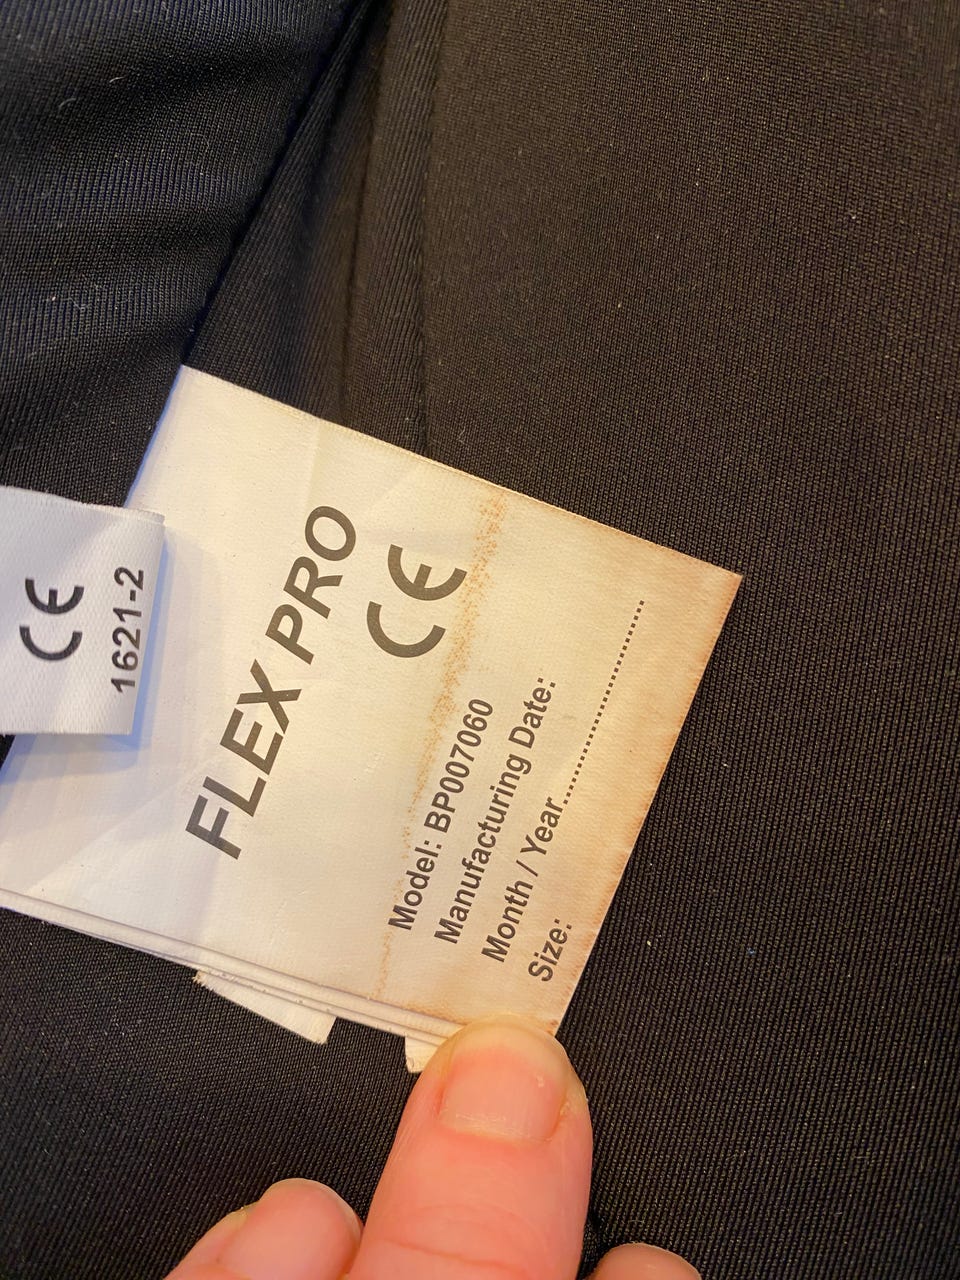 CE
1621-2
FLEX PRO
CE
Model: BP007060
Manufacturing Date:
Month / Year..............................
Size: